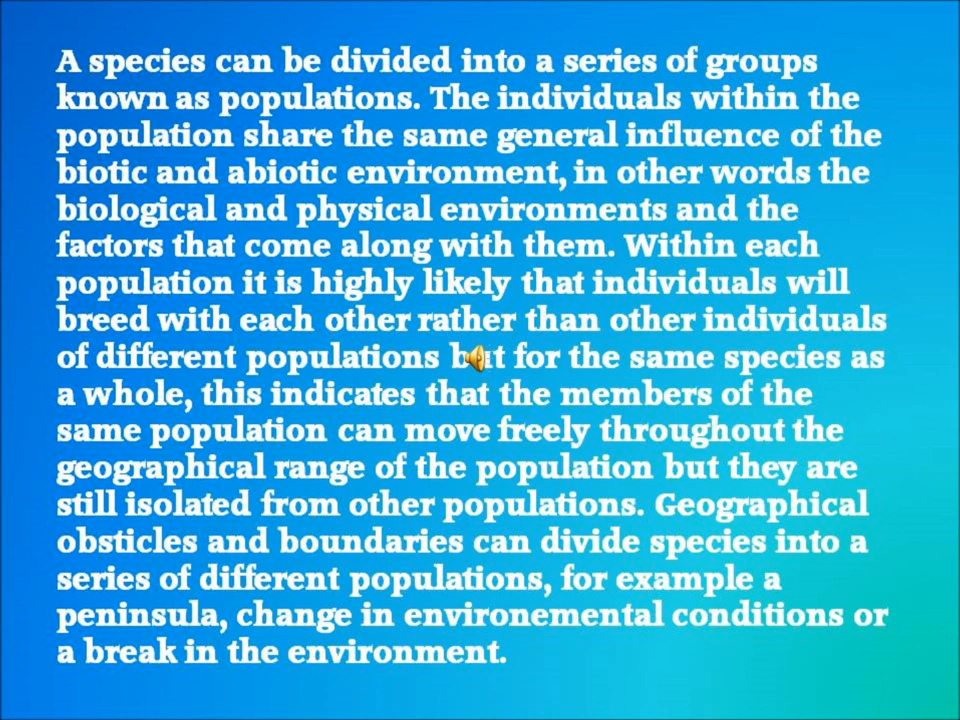 A species can be divided into a series of groups
known as populations. The individuals within the
population share the same general influence of the
biotic and abiotic environment, in other words the
biological and physical environments and the
factors that come along with them. Within each
population it is highly likely that individuals will
breed with each other rather than other individuals
of different populations but for the same species as
a whole, this indicates that the members of the
same population can move freely throughout the
geographical range of the population but they are
still isolated from other populations. Geographical
obsticles and boundaries can divide species into a
series of different populations, for example a
peninsula, change in environemental conditions or
a break in the environment.